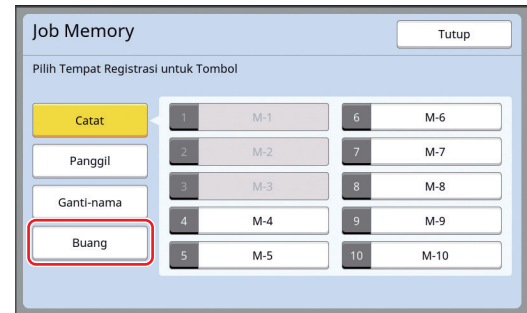 Job Memory
Tutup
Pilih Tempat Registrasi untuk Tombol
Catat
Panggil
Ganti-nama
Buang
1 M-1
2 M-2
3 M-3
4 M-4
5 M-5
6 M-6
7 M-7
8 M-8
9 M-9
10 M-10